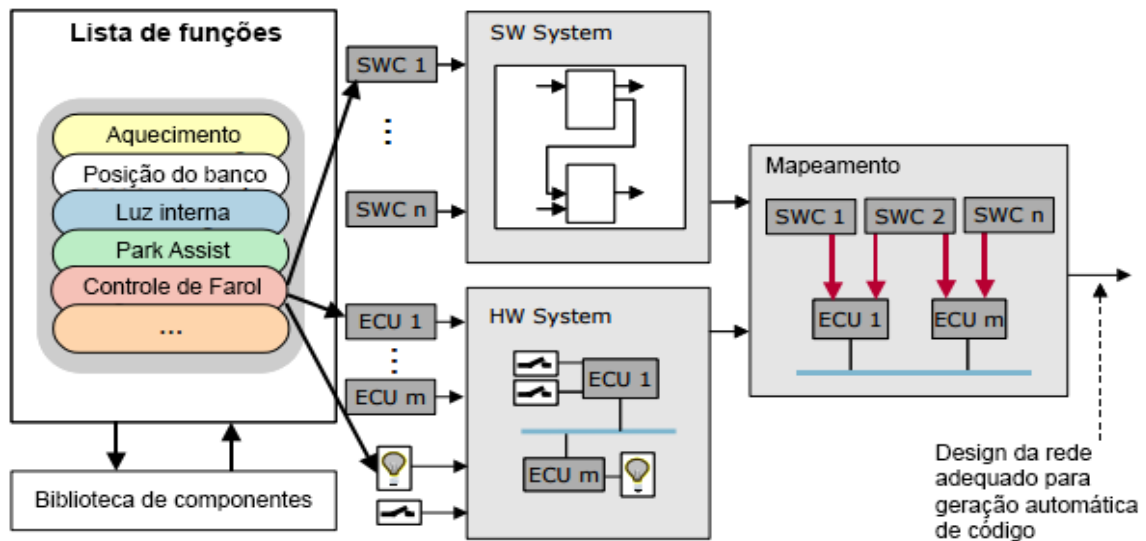 Lista de funções
Aquecimento
Posição do banco
Luz interna
Park Assist
Controle de Farol
...
Biblioteca de componentes
SWC 1
SWC n
ECU 1
ECU m
SW System
HW System
ECU 1
ECU m
Mapeamento
SWC 1
SWC 2
SWC n
ECU 1
ECU m
Design da rede
adequado para
geração automática
de código